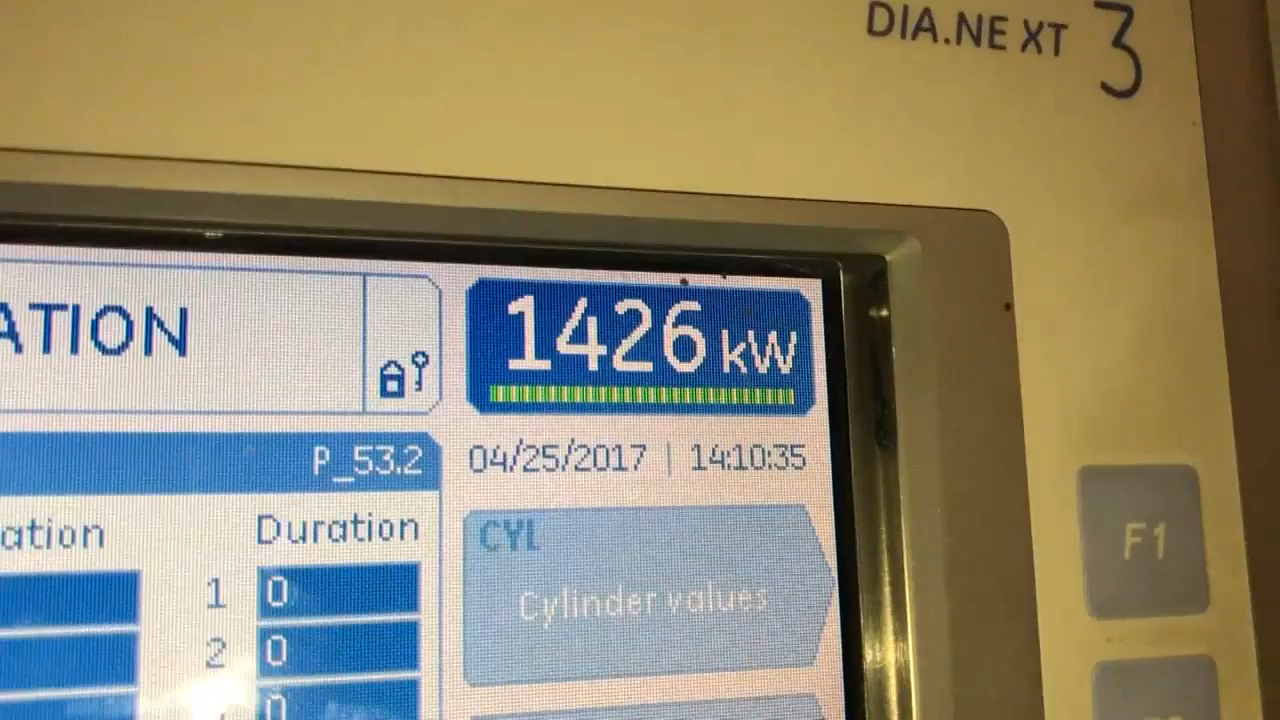 DIA.NE XT 3
ATION
1426 kW
P_53.2
04/25/2017 | 14:10:35
ation
Duration
CYL
Cylinder values
1 0
2 0
0
F1